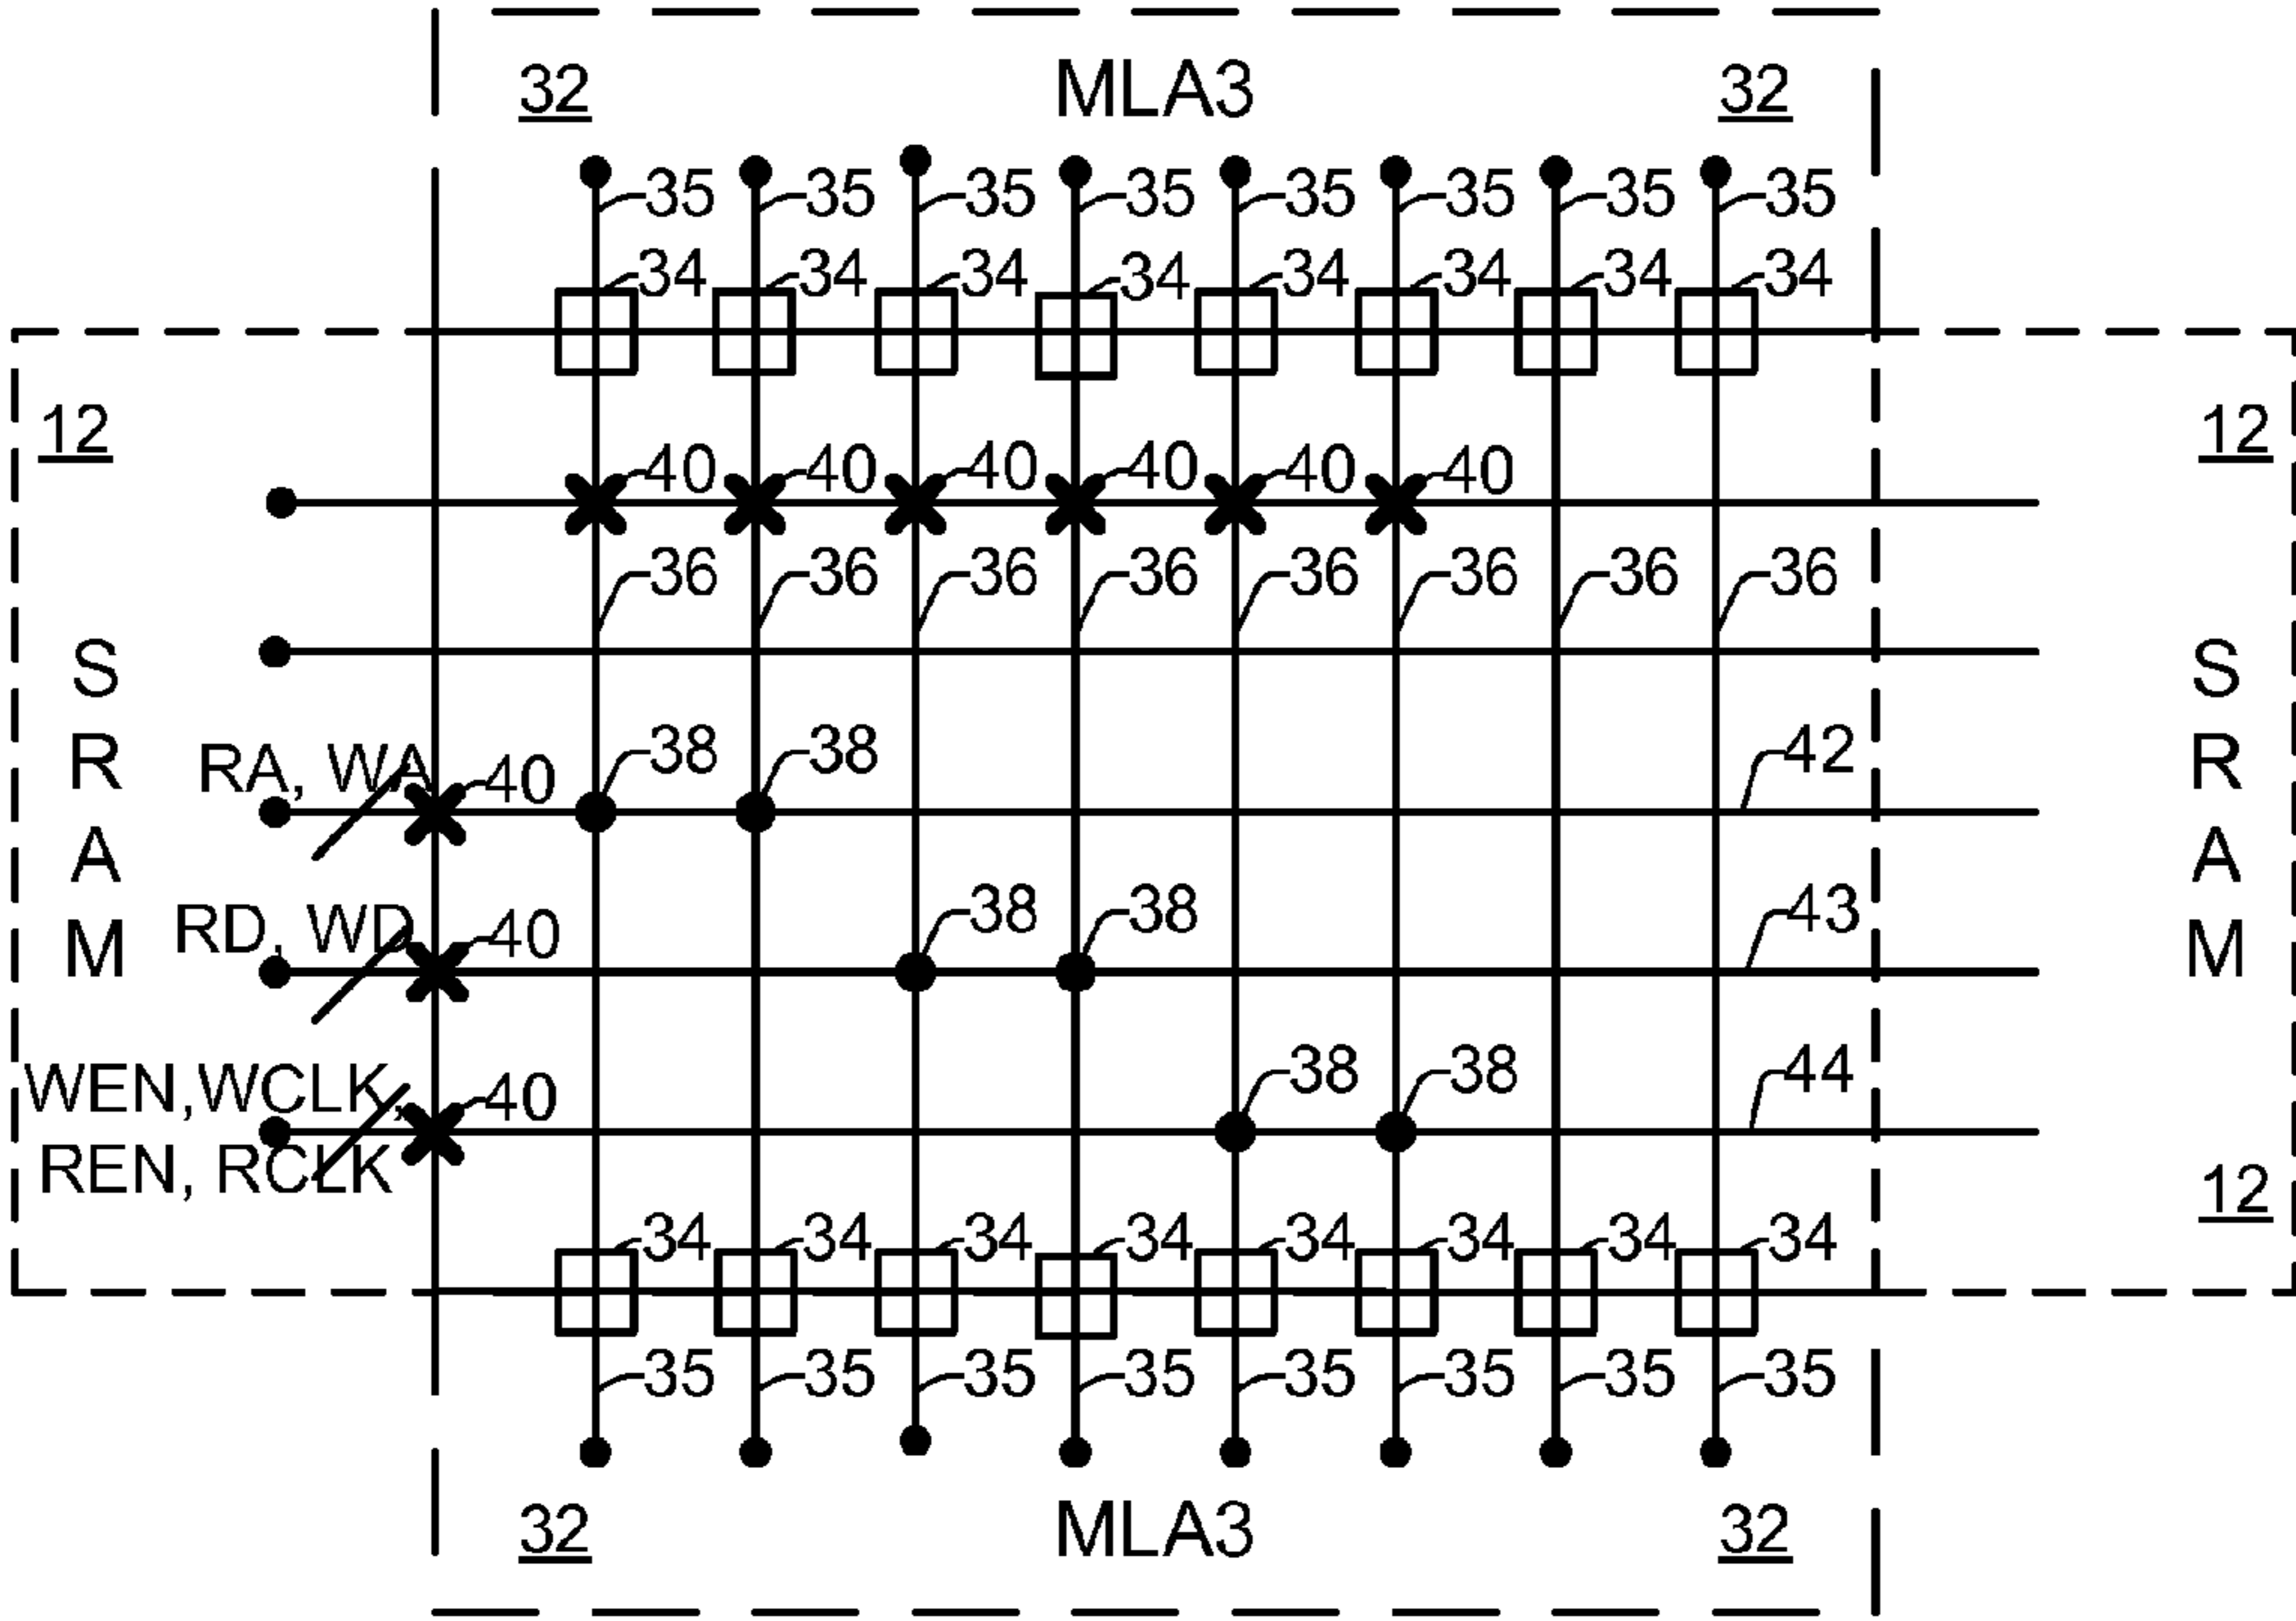 32 MLA3 32
35 35 35 35 35 35 35 35
34 34 34 34 34 34 34 34
12 12
40 40 40 40 40 40
36 36 36 36 36 36 36 36
SRAM SRAM
RA, WA 40 38 38 42
RD, WD 40 38 38 43
WEN,WCLK, 40 38 38 44
REN, RCLK 12
34 34 34 34 34 34 34 34
35 35 35 35 35 35 35 35
32 MLA3 32